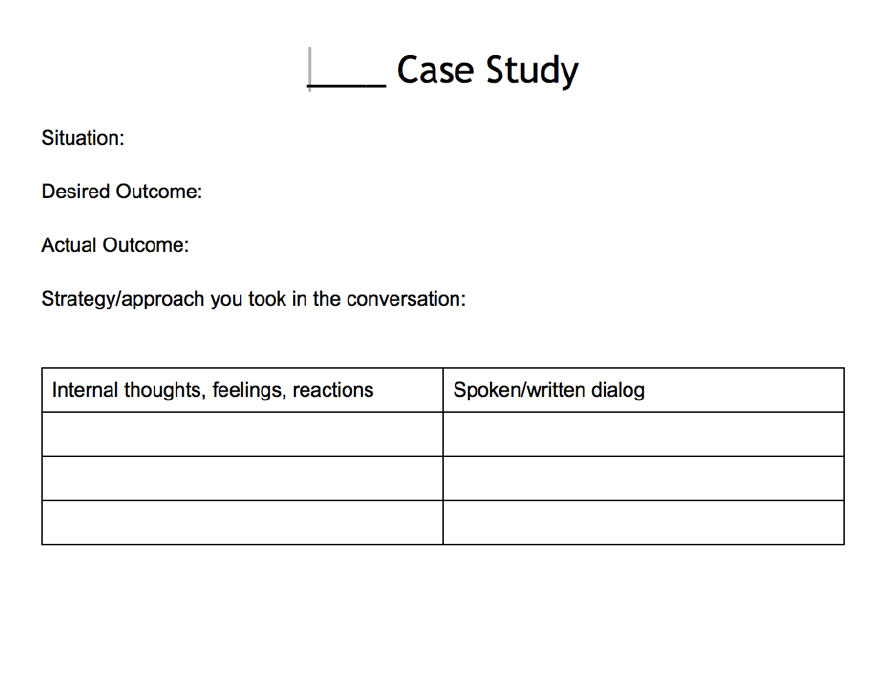 ____ Case Study
Situation:
Desired Outcome:
Actual Outcome:
Strategy/approach you took in the conversation:
Internal thoughts, feelings, reactions
Spoken/written dialog